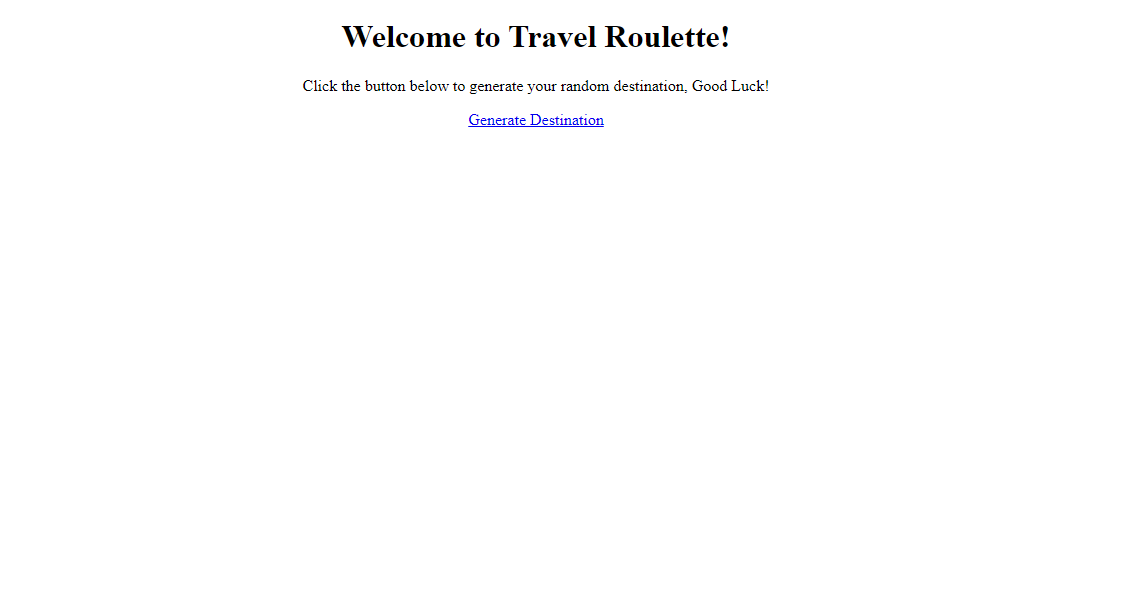 Welcome to Travel Roulette!
Click the button below to generate your random destination, Good Luck!
Generate Destination